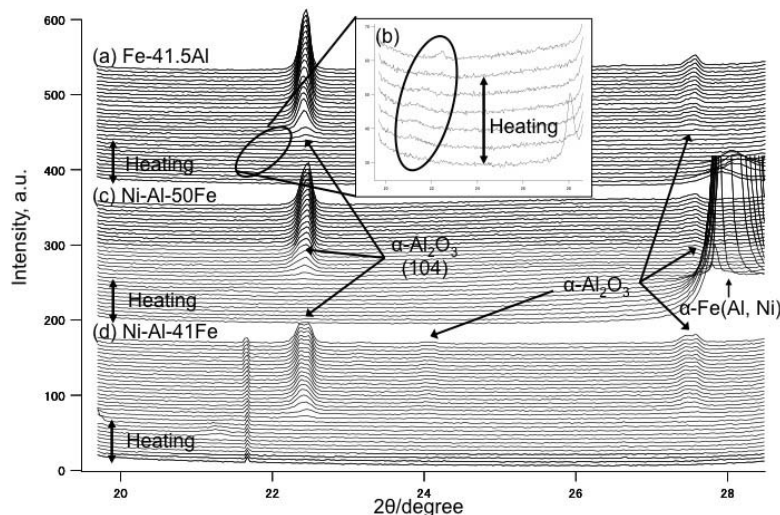 600
500
400
300
200
100
0
Intensity, a.u.
(a) Fe-41.5Al
(b)
Heating
Heating
(c) Ni-Al-50Fe
α-Al2O3
(104)
α-Al2O3
α-Fe(Al, Ni)
Heating
(d) Ni-Al-41Fe
Heating
20
22
24
26
28
2θ/degree